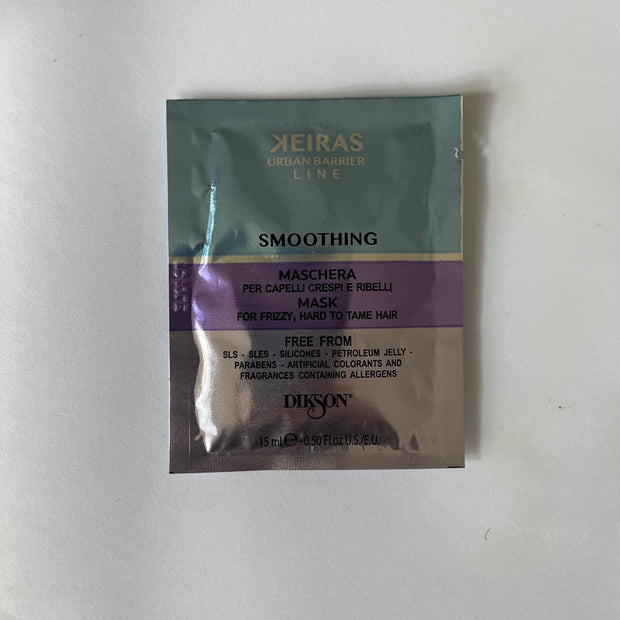 KEIRAS
URBAN BARRIER
LINE
SMOOTHING
MASCHERA
PER CAPELLI CRESPI E RIBELLI
MASK
FOR FRIZZY, HARD TO TAME HAIR
FREE FROM
SLS - SLES - SILICONES - PETROLEUM JELLY -
PARABENS - ARTIFICIAL COLORANTS AND
FRAGRANCES CONTAINING ALLERGENS
DIKSON®
15 ml ℮ -0,50 Fl.oz U.S./E.U.